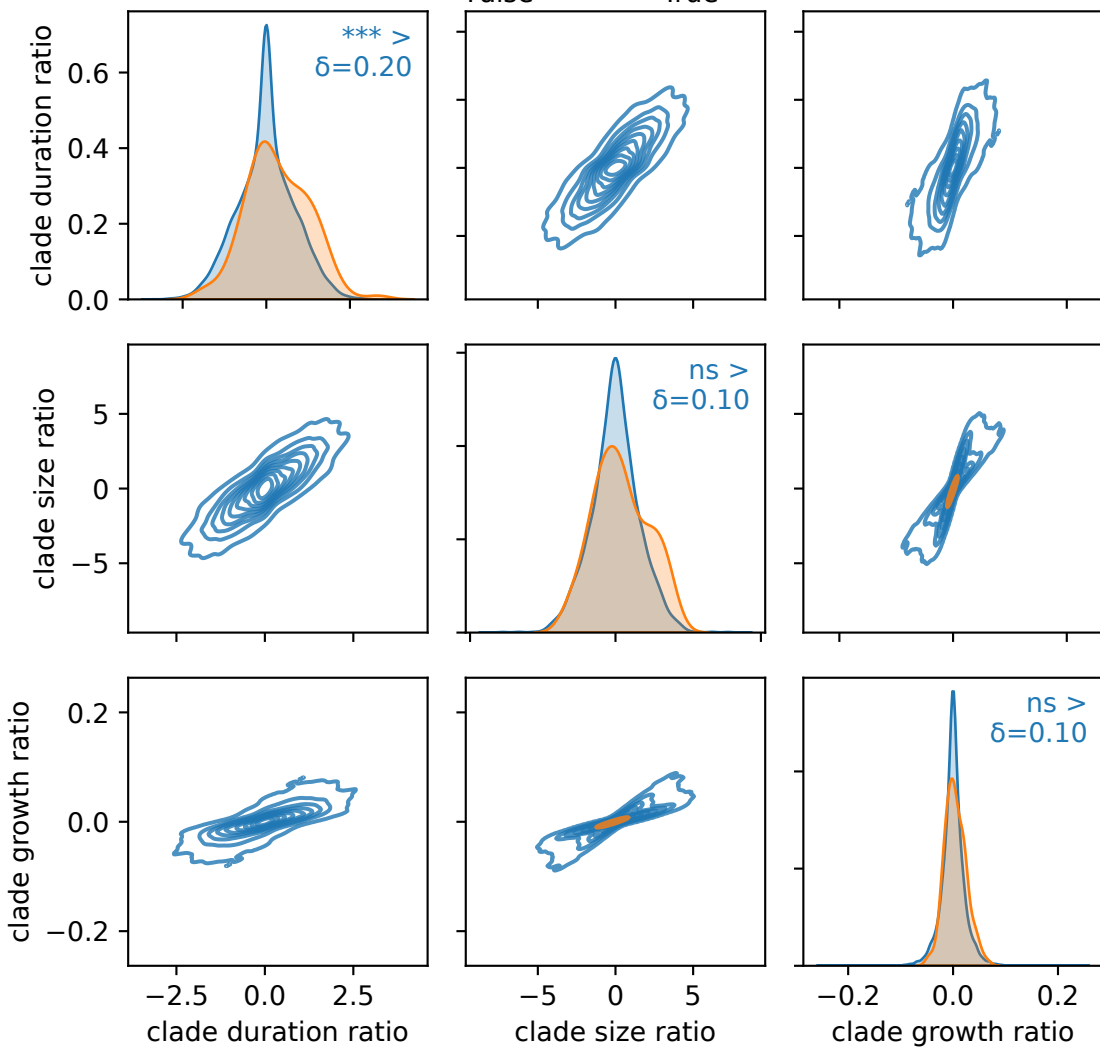 *** >
δ=0.20
clade duration ratio
0.6
0.4
0.2
0.0
ns >
δ=0.10
clade size ratio
5
0
−5
ns >
δ=0.10
clade growth ratio
0.2
0.0
−0.2
−2.5 0.0 2.5
−5 0 5
−0.2 0.0 0.2
clade duration ratio
clade size ratio
clade growth ratio